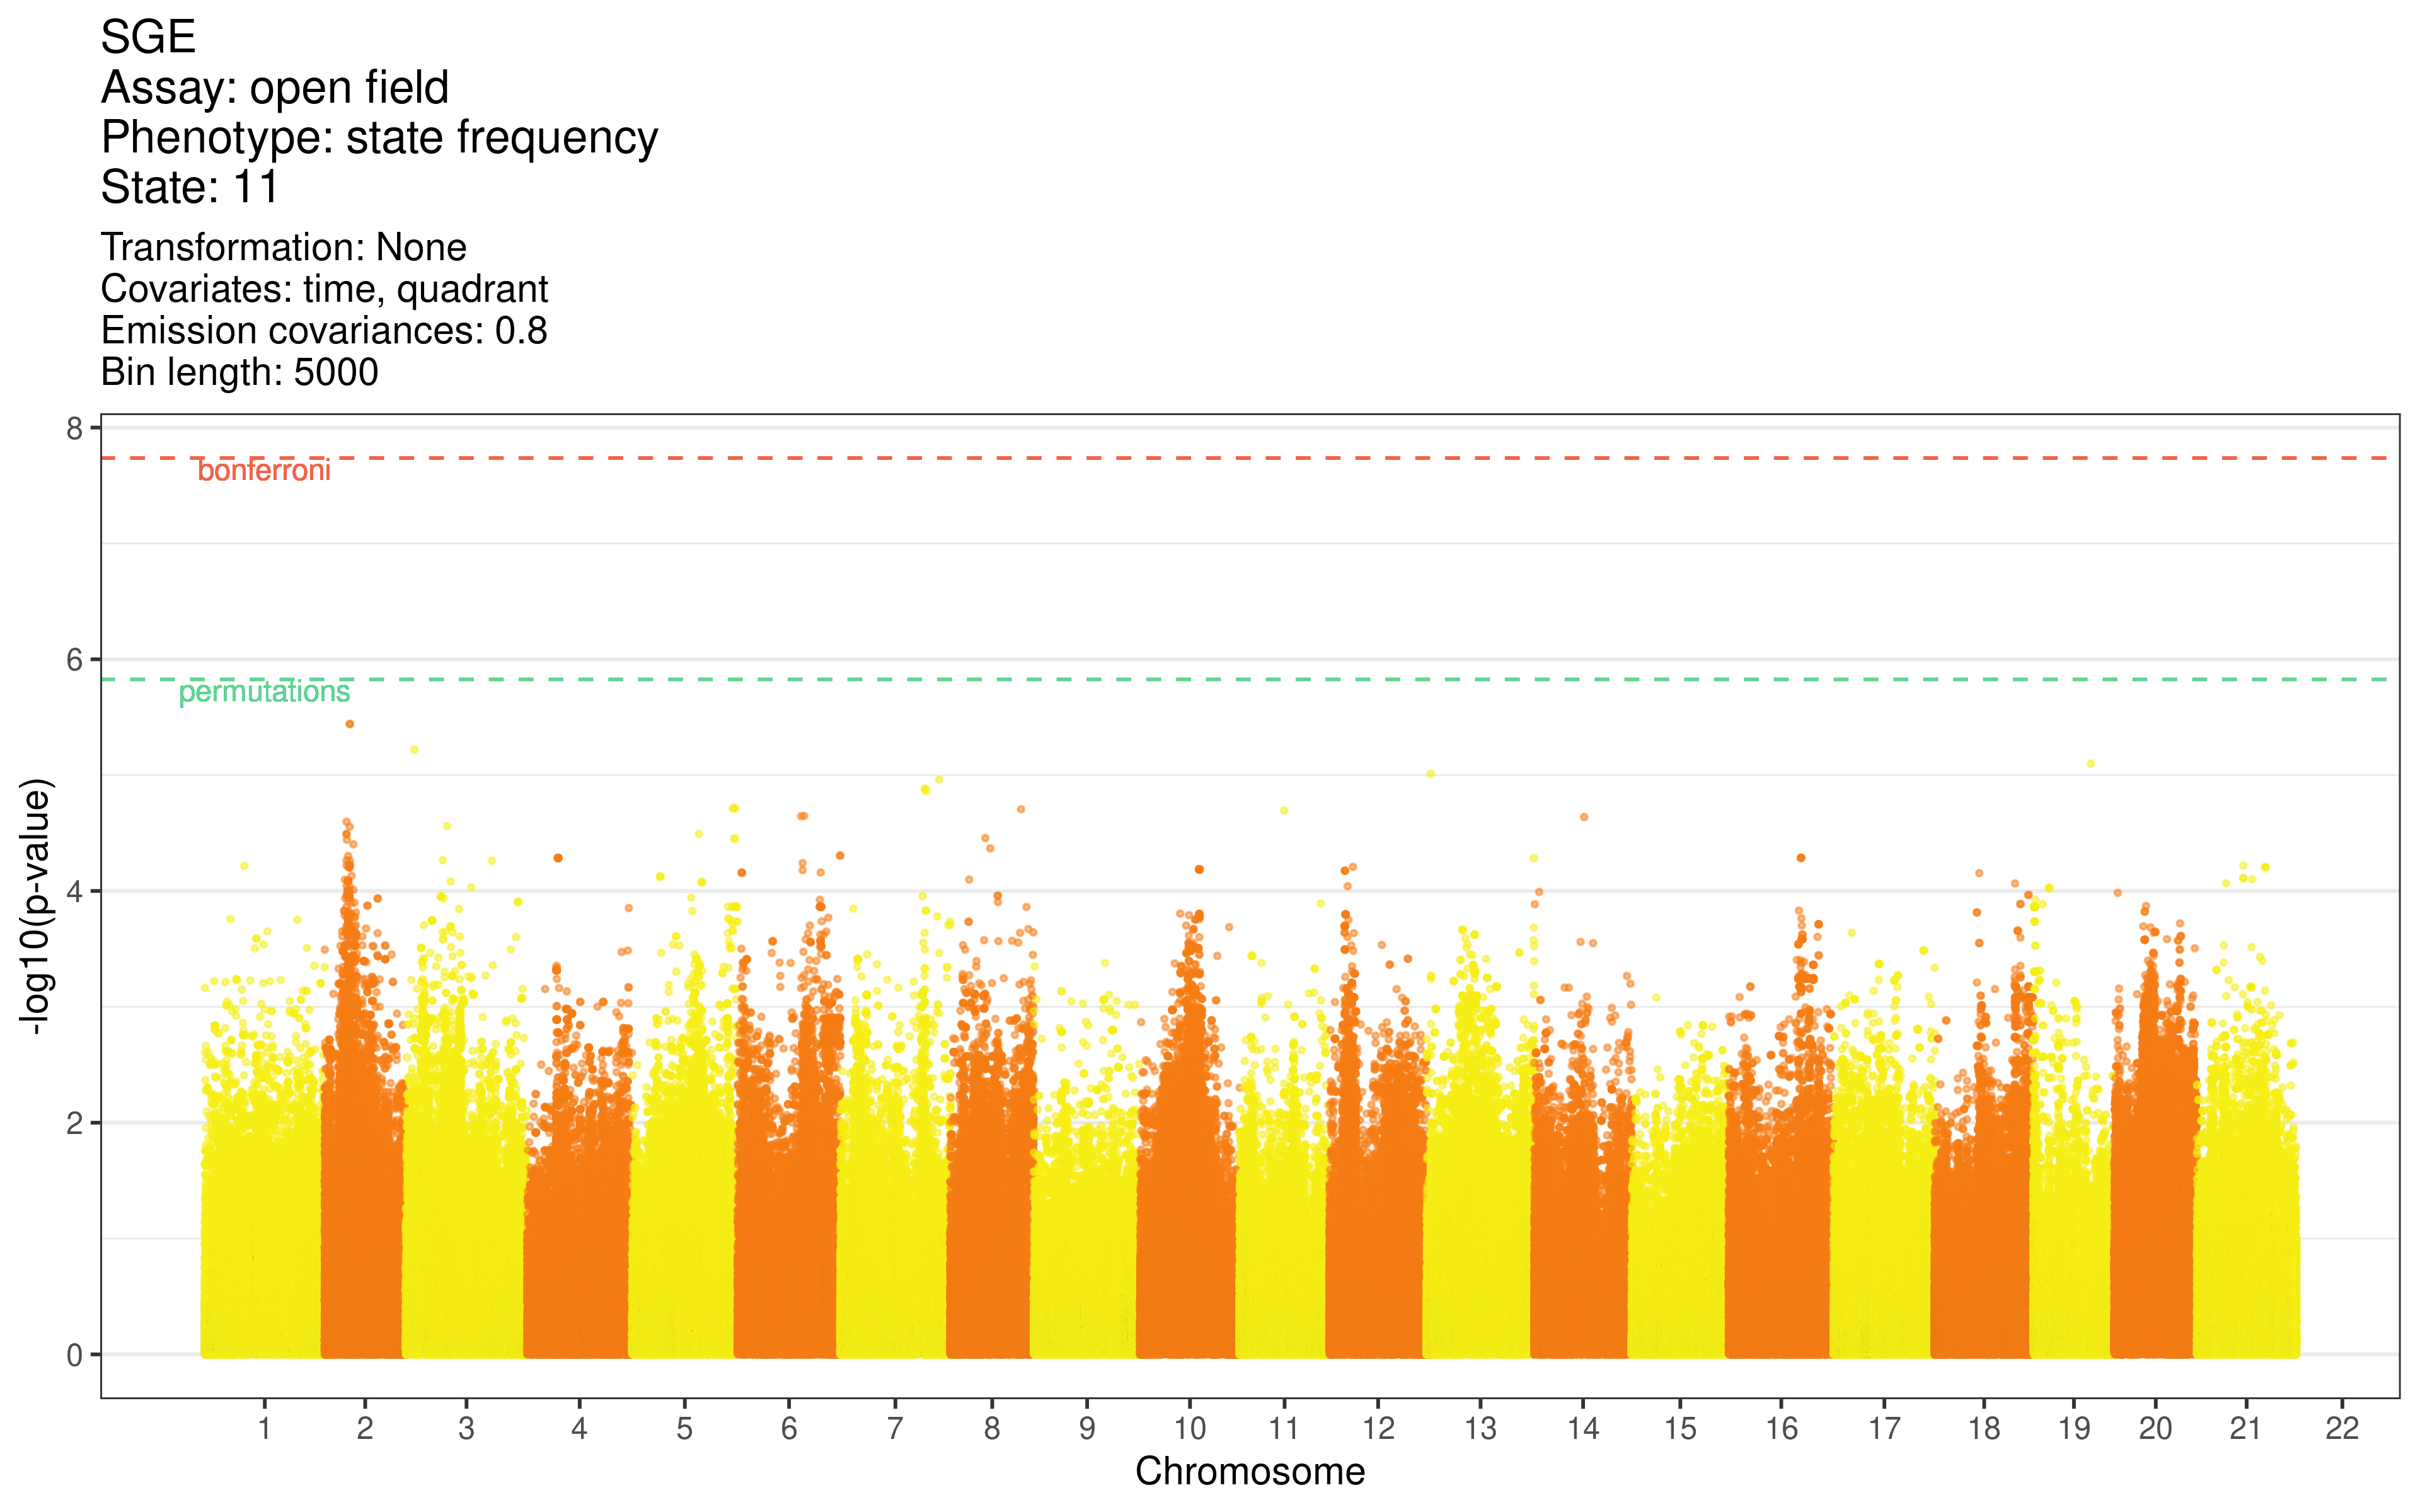 SGE
Assay: open field
Phenotype: state frequency
State: 11
Transformation: None
Covariates: time, quadrant
Emission covariances: 0.8
Bin length: 5000
8
bonferroni
6
permutations
4
2
0
-log10(p-value)
1 2 3 4 5 6 7 8 9 10 11 12 13 14 15 16 17 18 19 20 21 22
Chromosome